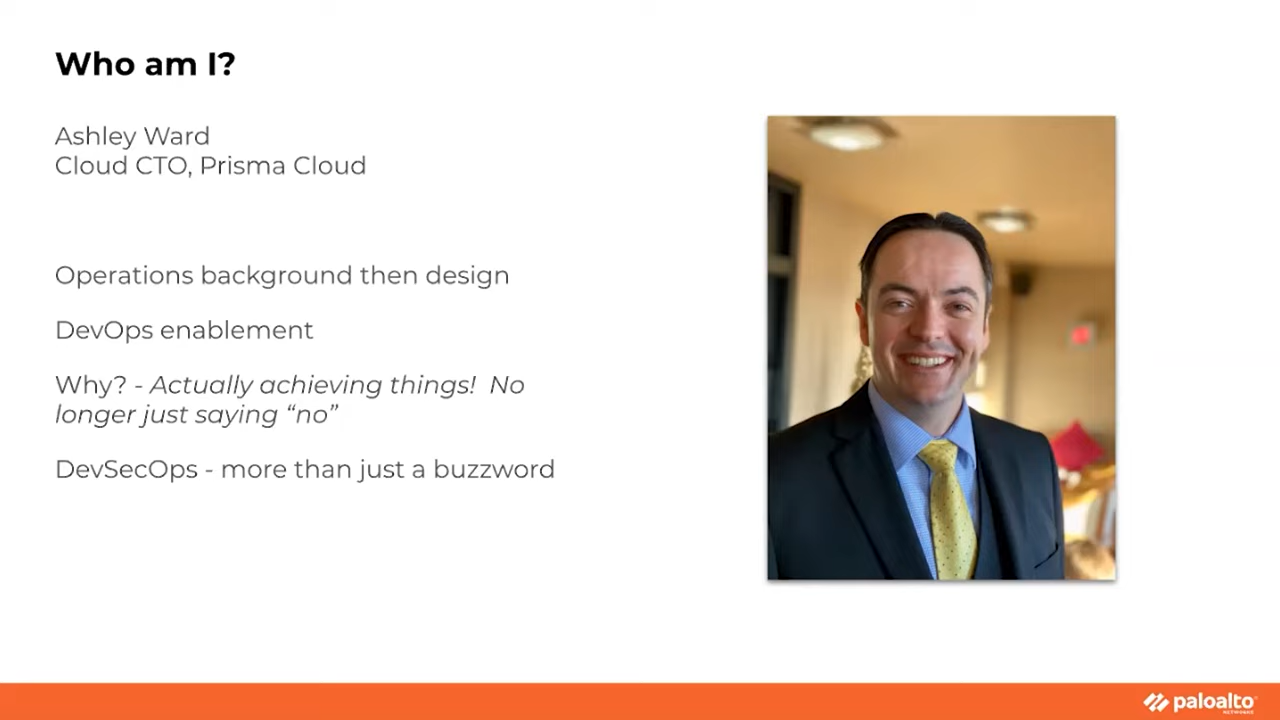 Who am I?
Ashley Ward
Cloud CTO, Prisma Cloud
Operations background then design
DevOps enablement
Why? - Actually achieving things!  No
longer just saying “no”
DevSecOps - more than just a buzzword
paloalto
NETWORKS